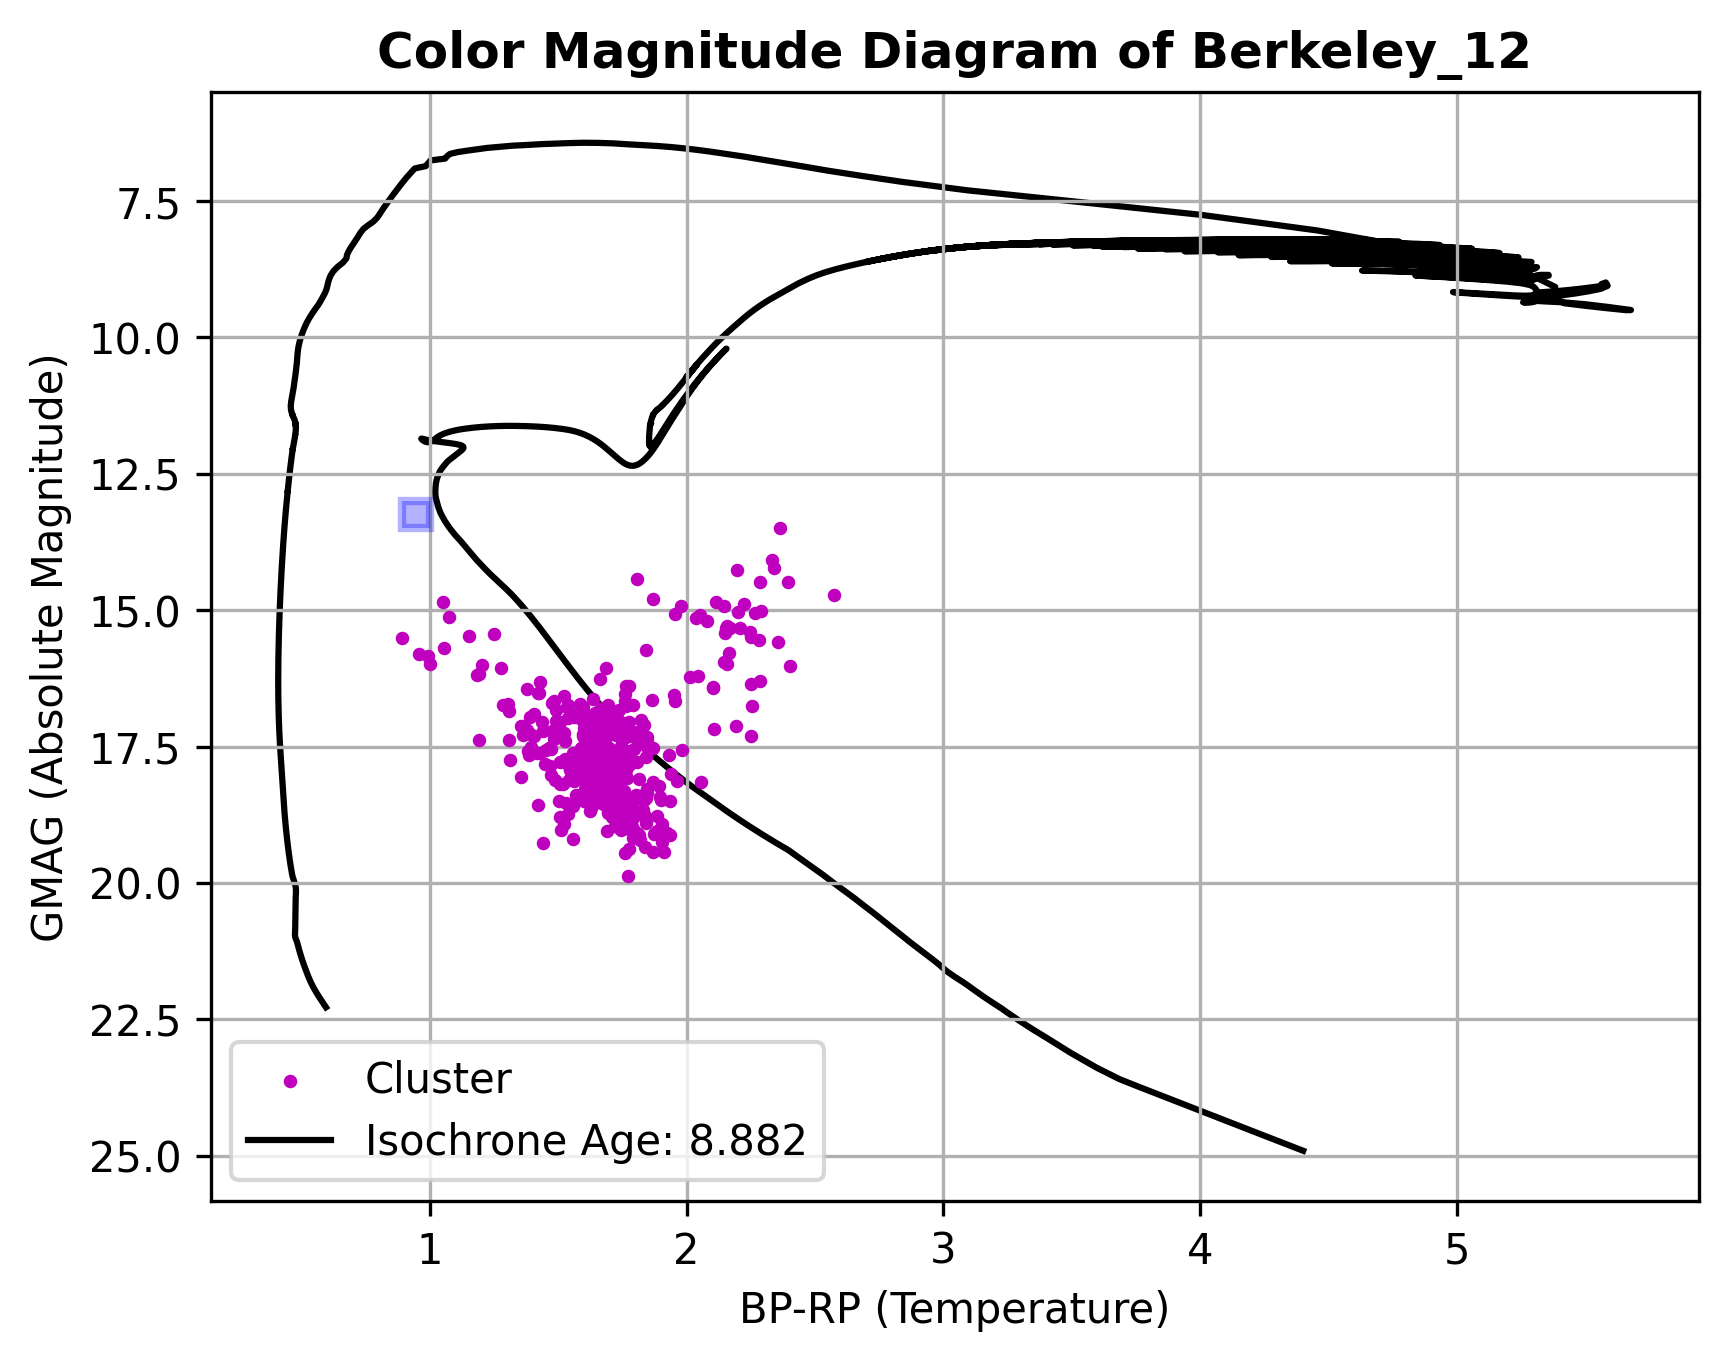 Color Magnitude Diagram of Berkeley_12
GMAG (Absolute Magnitude)
7.5
10.0
12.5
15.0
17.5
20.0
22.5
25.0
Cluster
Isochrone Age: 8.882
1
2
3
4
5
BP-RP (Temperature)